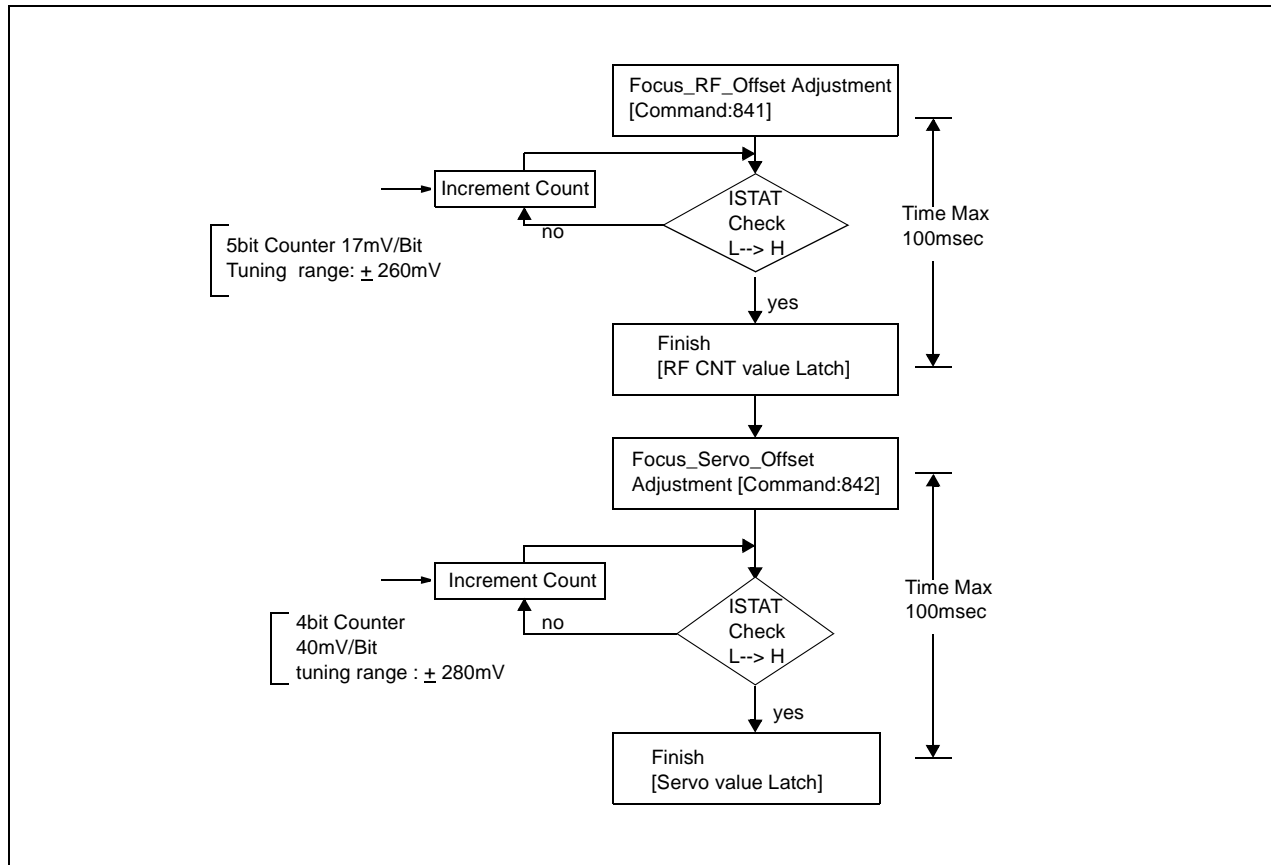 Focus_RF_Offset Adjustment
[Command:841]
Increment Count
ISTAT
Check
L--> H
no
Time Max
100msec
5bit Counter 17mV/Bit
Tuning range: ± 260mV
yes
Finish
[RF CNT value Latch]
Focus_Servo_Offset
Adjustment [Command:842]
Increment Count
ISTAT
Check
L--> H
no
Time Max
100msec
4bit Counter
40mV/Bit
tuning range : ± 280mV
yes
Finish
[Servo value Latch]